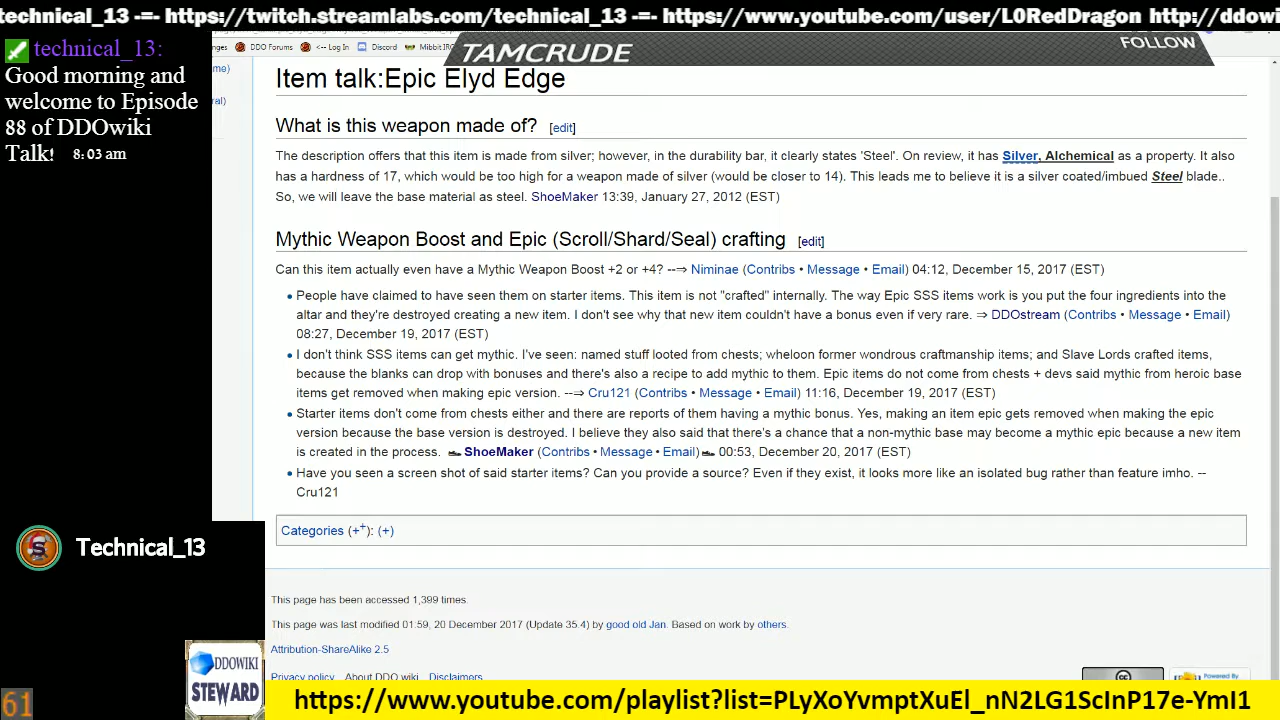 technical_13 -=- https://twitch.streamlabs.com/technical_13 -=- https://www.youtube.com/user/L0RedDragon http://ddowi
technical_13:
Good morning and
welcome to Episode
88 of DDOwiki
Talk! 8:03 am
nges DDO Forums <-- Log In Discord Mibbit IR
TAMCRUDE
FOLLOW
me)
ral)
Item talk:Epic Elyd Edge
What is this weapon made of? [edit]
The description offers that this item is made from silver; however, in the durability bar, it clearly states 'Steel'. On review, it has Silver, Alchemical as a property. It also
has a hardness of 17, which would be too high for a weapon made of silver (would be closer to 14). This leads me to believe it is a silver coated/imbued Steel blade..
So, we will leave the base material as steel. ShoeMaker 13:39, January 27, 2012 (EST)
Mythic Weapon Boost and Epic (Scroll/Shard/Seal) crafting [edit]
Can this item actually even have a Mythic Weapon Boost +2 or +4? --⇒ Niminae (Contribs • Message • Email) 04:12, December 15, 2017 (EST)
• People have claimed to have seen them on starter items. This item is not "crafted" internally. The way Epic SSS items work is you put the four ingredients into the
altar and they're destroyed creating a new item. I don't see why that new item couldn't have a bonus even if very rare. ⇒ DDOstream (Contribs • Message • Email)
08:27, December 19, 2017 (EST)
• I don't think SSS items can get mythic. I've seen: named stuff looted from chests; wheloon former wondrous craftmanship items; and Slave Lords crafted items,
because the blanks can drop with bonuses and there's also a recipe to add mythic to them. Epic items do not come from chests + devs said mythic from heroic base
items get removed when making epic version. --⇒ Cru121 (Contribs • Message • Email) 11:16, December 19, 2017 (EST)
• Starter items don't come from chests either and there are reports of them having a mythic bonus. Yes, making an item epic gets removed when making the epic
version because the base version is destroyed. I believe they also said that there's a chance that a non-mythic base may become a mythic epic because a new item
is created in the process. ShoeMaker (Contribs • Message • Email) 00:53, December 20, 2017 (EST)
• Have you seen a screen shot of said starter items? Can you provide a source? Even if they exist, it looks more like an isolated bug rather than feature imho. --
Cru121
Categories (++): (+)
Technical_13
This page has been accessed 1,399 times.
This page was last modified 01:59, 20 December 2017 (Update 35.4) by good old Jan. Based on work by others.
Attribution-ShareAlike 2.5
Privacy policy About DDO wiki Disclaimers
Powered By
DDOWIKI
STEWARD
61
https://www.youtube.com/playlist?list=PLyXoYvmptXuEl_nN2LG1ScInP17e-YmI1